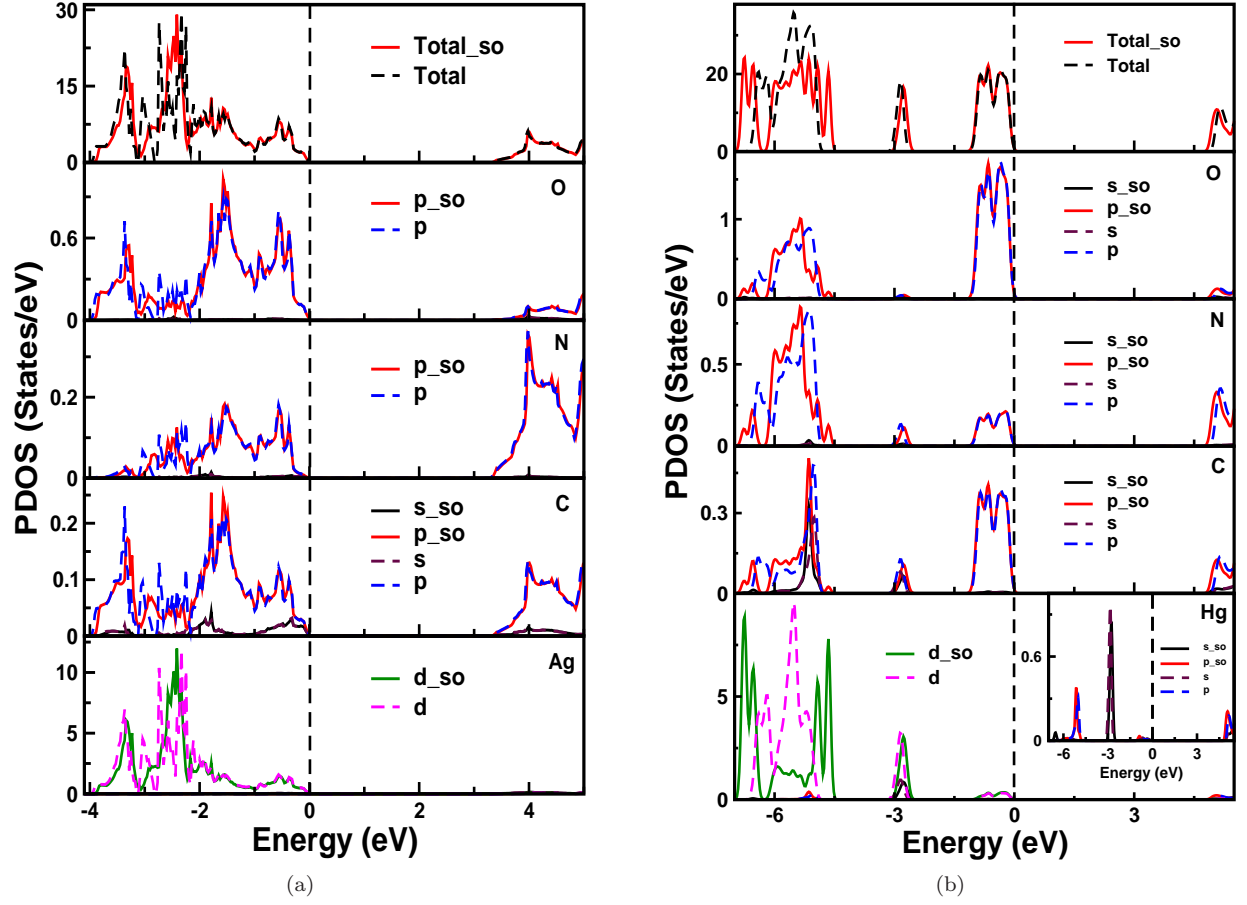 30
15
0
Total_so
Total
0.6
0
O
p_so
p
0.2
0
N
p_so
p
0.2
0.1
0
C
s_so
p_so
s
p
10
5
0
Ag
d_so
d
-4
-2
0
2
4
PDOS (States/eV)
Energy (eV)
(a)
20
0
Total_so
Total
1
0
O
s_so
p_so
s
p
0.5
0
N
s_so
p_so
s
p
0.3
0
C
s_so
p_so
s
p
5
0
d_so
d
Hg
0.6
0
s_so
p_so
s
p
-6
-3
0
3
Energy (eV)
-6
-3
0
3
PDOS (States/eV)
Energy (eV)
(b)